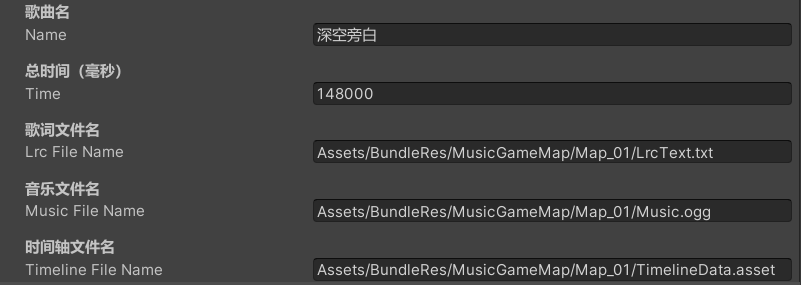 歌曲名
Name 深空旁白
总时间（毫秒）
Time 148000
歌词文件名
Lrc File Name Assets/BundleRes/MusicGameMap/Map_01/LrcText.txt
音乐文件名
Music File Name Assets/BundleRes/MusicGameMap/Map_01/Music.ogg
时间轴文件名
Timeline File Name Assets/BundleRes/MusicGameMap/Map_01/TimelineData.asset